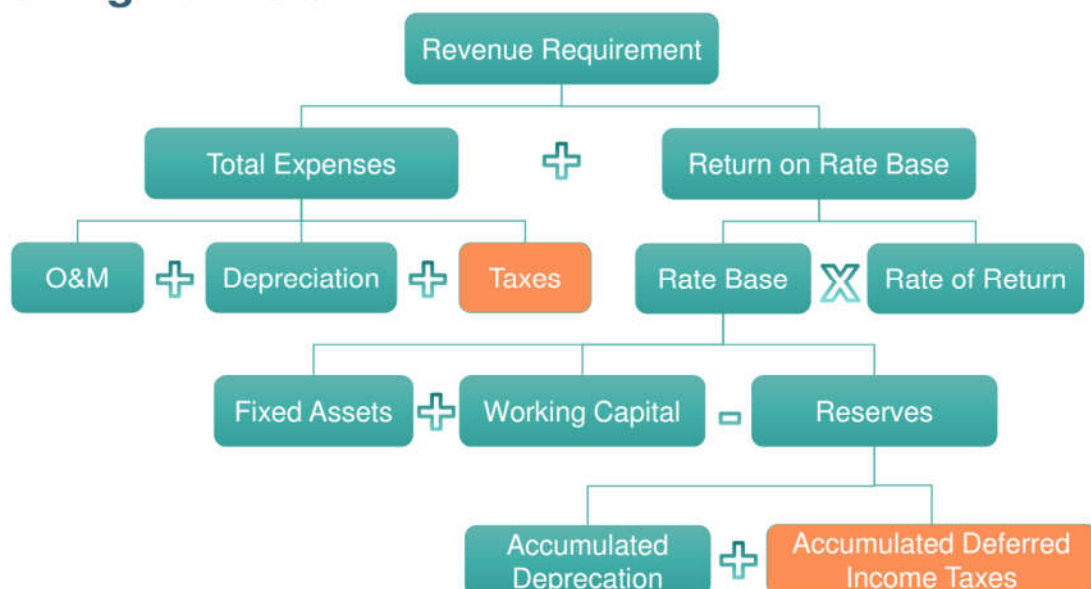 Revenue Requirement
Total Expenses + Return on Rate Base
O&M + Depreciation + Taxes Rate Base X Rate of Return
Fixed Assets + Working Capital - Reserves
Accumulated
Deprecation + Accumulated Deferred
Income Taxes